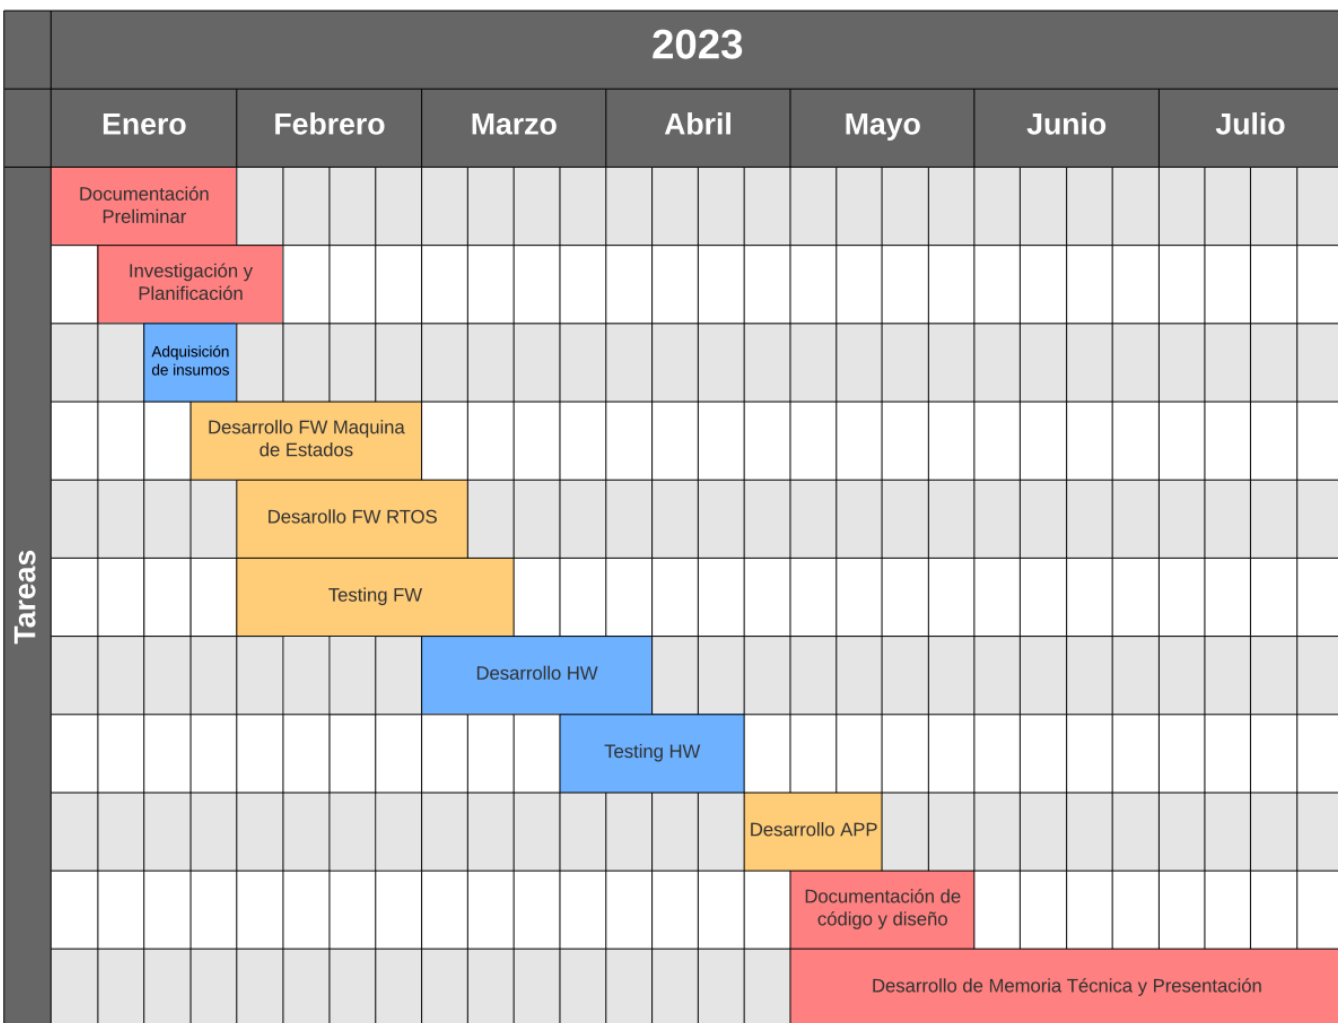 2023
Enero
Febrero
Marzo
Abril
Mayo
Junio
Julio
Tareas
Documentación
Preliminar
Investigación y
Planificación
Adquisición
de insumos
Desarrollo FW Maquina
de Estados
Desarollo FW RTOS
Testing FW
Desarrollo HW
Testing HW
Desarrollo APP
Documentación de
código y diseño
Desarrollo de Memoria Técnica y Presentación